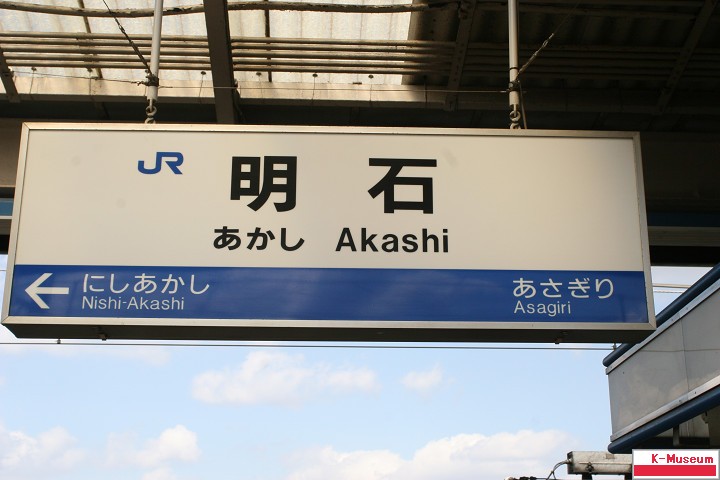 JR 明石
あかし Akashi
← にしあかし
Nishi-Akashi
あさぎり
Asagiri
K-Museum